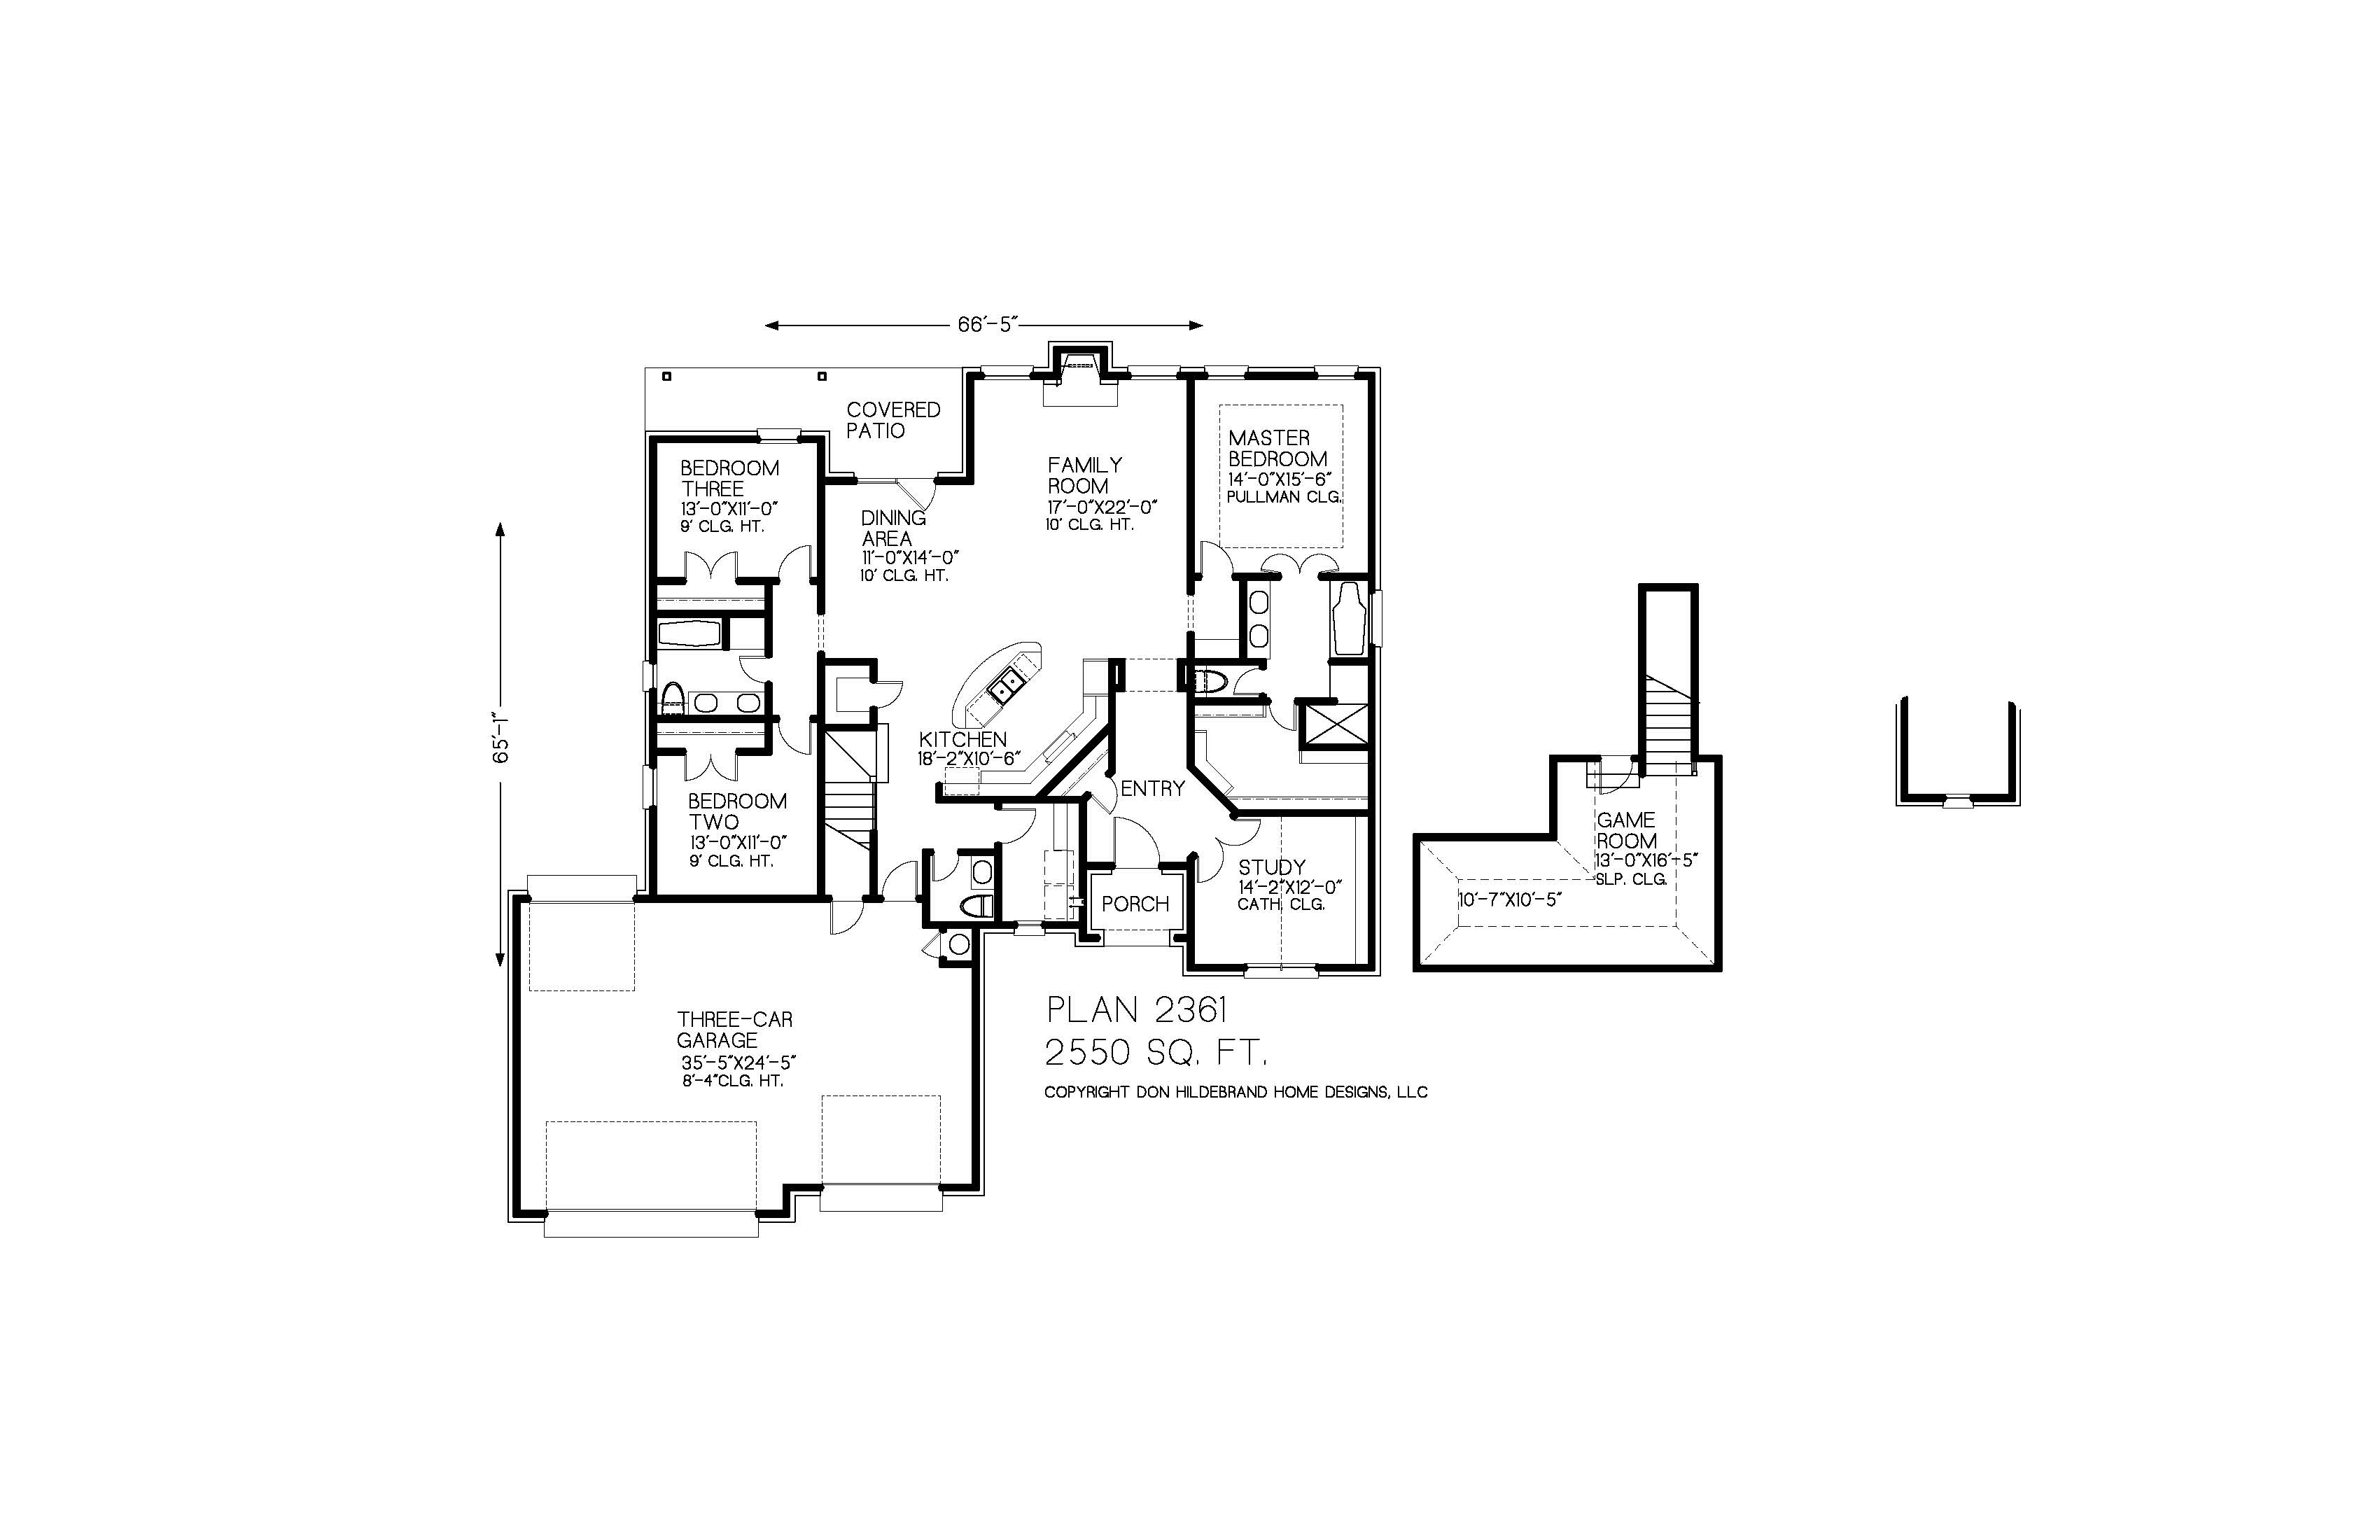 66'-5"
COVERED
PATIO
MASTER
BEDROOM
14'-0"X15'-6"
PULLMAN CLG.
FAMILY
ROOM
17'-0"X22'-0"
10' CLG. HT.
BEDROOM
THREE
13'-0"X11'-0"
9' CLG. HT.
DINING
AREA
11'-0"X14'-0"
10' CLG. HT.
65'-1"
KITCHEN
18'-2"X10'-6"
ENTRY
BEDROOM
TWO
13'-0"X11'-0"
9' CLG. HT.
STUDY
14'-2"X12'-0"
CATH. CLG.
PORCH
GAME
ROOM
13'-0"X16'-5"
SLP. CLG.
10'-7"X10'-5"
THREE-CAR
GARAGE
35'-5"X24'-5"
8'-4"CLG. HT.
PLAN 2361
2550 SQ. FT.
COPYRIGHT DON HILDEBRAND HOME DESIGNS, LLC